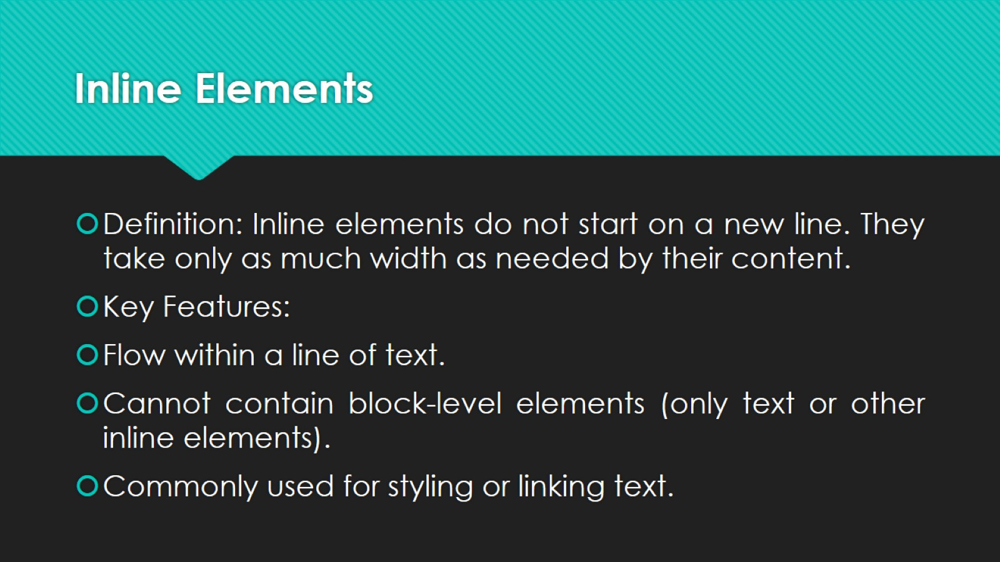 Inline Elements
Definition: Inline elements do not start on a new line. They
take only as much width as needed by their content.
Key Features:
Flow within a line of text.
Cannot contain block-level elements (only text or other
inline elements).
Commonly used for styling or linking text.